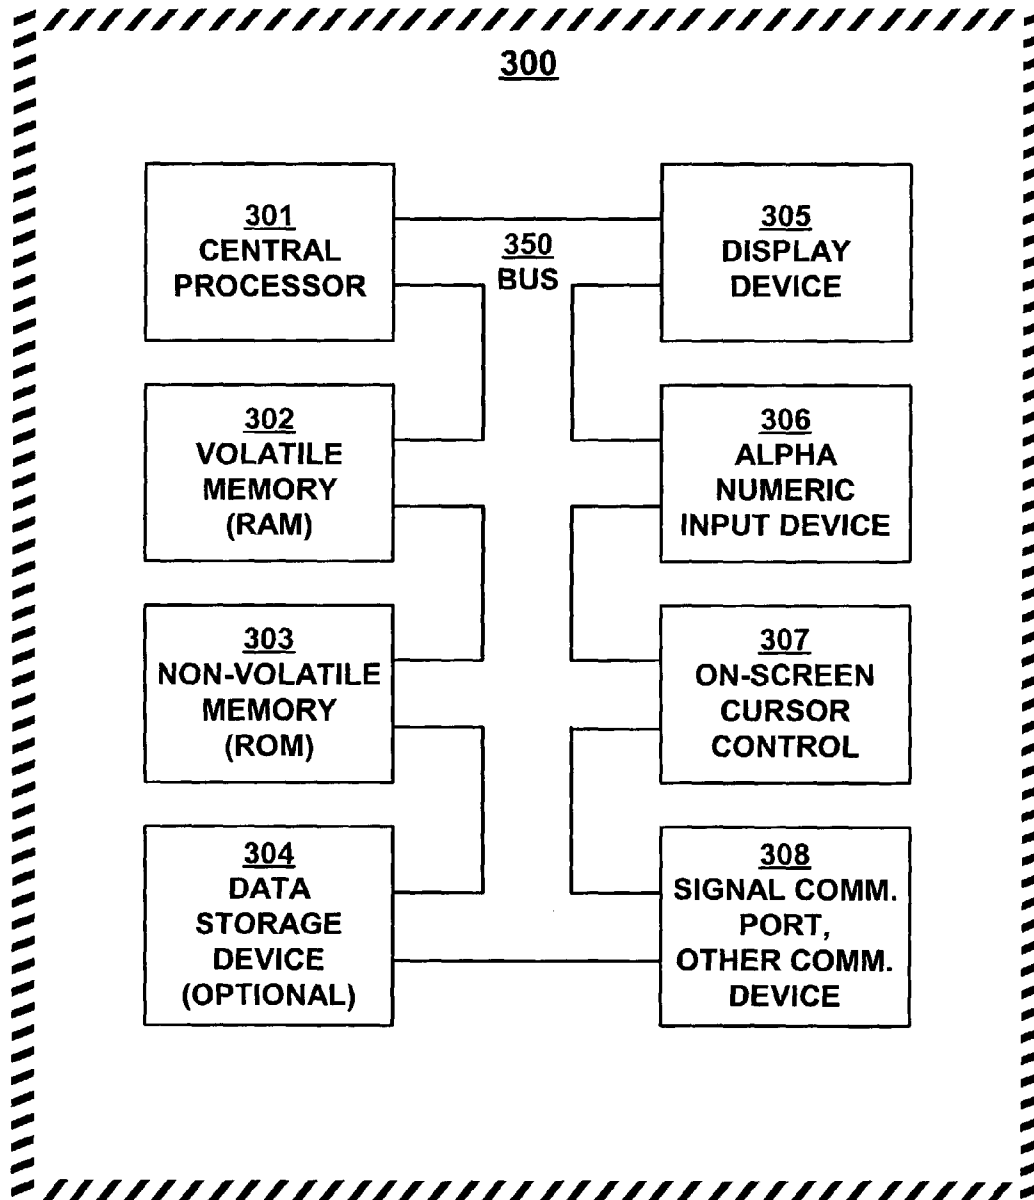 300
301
CENTRAL
PROCESSOR
350
BUS
305
DISPLAY
DEVICE
302
VOLATILE
MEMORY
(RAM)
306
ALPHA
NUMERIC
INPUT DEVICE
303
NON-VOLATILE
MEMORY
(ROM)
307
ON-SCREEN
CURSOR
CONTROL
304
DATA
STORAGE
DEVICE
(OPTIONAL)
308
SIGNAL COMM.
PORT,
OTHER COMM.
DEVICE